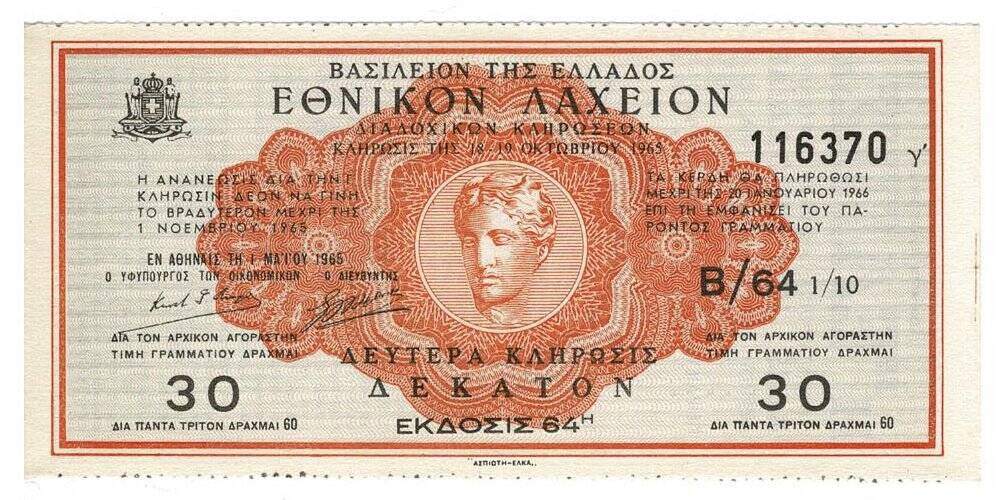 ΒΑΣΙΛΕΙΟΝ ΤΗΣ ΕΛΛΑΔΟΣ
ΕΘΝΙΚΟΝ ΛΑΧΕΙΟΝ
ΔΙΑΔΟΧΙΚΩΝ ΚΛΗΡΩΣΕΩΝ
ΚΛΗΡΩΣΙΣ ΤΗΣ 18-19 ΟΚΤΩΒΡΙΟΥ 1965
116370 γ'
Η ΑΝΑΝΕΩΣΙΣ ΔΙΑ ΤΗΝ Γ'
ΚΛΗΡΩΣΙΝ ΔΕΟΝ ΝΑ ΓΙΝΗ
ΤΟ ΒΡΑΔΥΤΕΡΟΝ ΜΕΧΡΙ ΤΗΣ
1 ΝΟΕΜΒΡΙΟΥ 1965
ΤΑ ΚΕΡΔΗ ΘΑ ΠΛΗΡΩΘΩΣΙ
ΜΕΧΡΙ ΤΗΣ 20 ΙΑΝΟΥΑΡΙΟΥ 1966
ΕΠΙ ΤΗ ΕΜΦΑΝΙΣΕΙ ΤΟΥ ΠΑ-
ΡΟΝΤΟΣ ΓΡΑΜΜΑΤΙΟΥ
ΕΝ ΑΘΗΝΑΙΣ ΤΗ 1 ΜΑΪΟΥ 1965
Ο ΥΦΥΠΟΥΡΓΟΣ ΤΩΝ ΟΙΚΟΝΟΜΙΚΩΝ Ο ΔΙΕΥΘΥΝΤΗΣ
Β/64 1/10
ΔΙΑ ΤΟΝ ΑΡΧΙΚΟΝ ΑΓΟΡΑΣΤΗΝ
ΤΙΜΗ ΓΡΑΜΜΑΤΙΟΥ ΔΡΑΧΜΑΙ
30
ΔΙΑ ΠΑΝΤΑ ΤΡΙΤΟΝ ΔΡΑΧΜΑΙ 60
ΔΕΥΤΕΡΑ ΚΛΗΡΩΣΙΣ
ΔΕΚΑΤΟΝ
ΕΚΔΟΣΙΣ 64Η
ΔΙΑ ΤΟΝ ΑΡΧΙΚΟΝ ΑΓΟΡΑΣΤΗΝ
ΤΙΜΗ ΓΡΑΜΜΑΤΙΟΥ ΔΡΑΧΜΑΙ
30
ΔΙΑ ΠΑΝΤΑ ΤΡΙΤΟΝ ΔΡΑΧΜΑΙ 60
ΑΣΠΙΩΤΗ-ΕΛΚΑ..